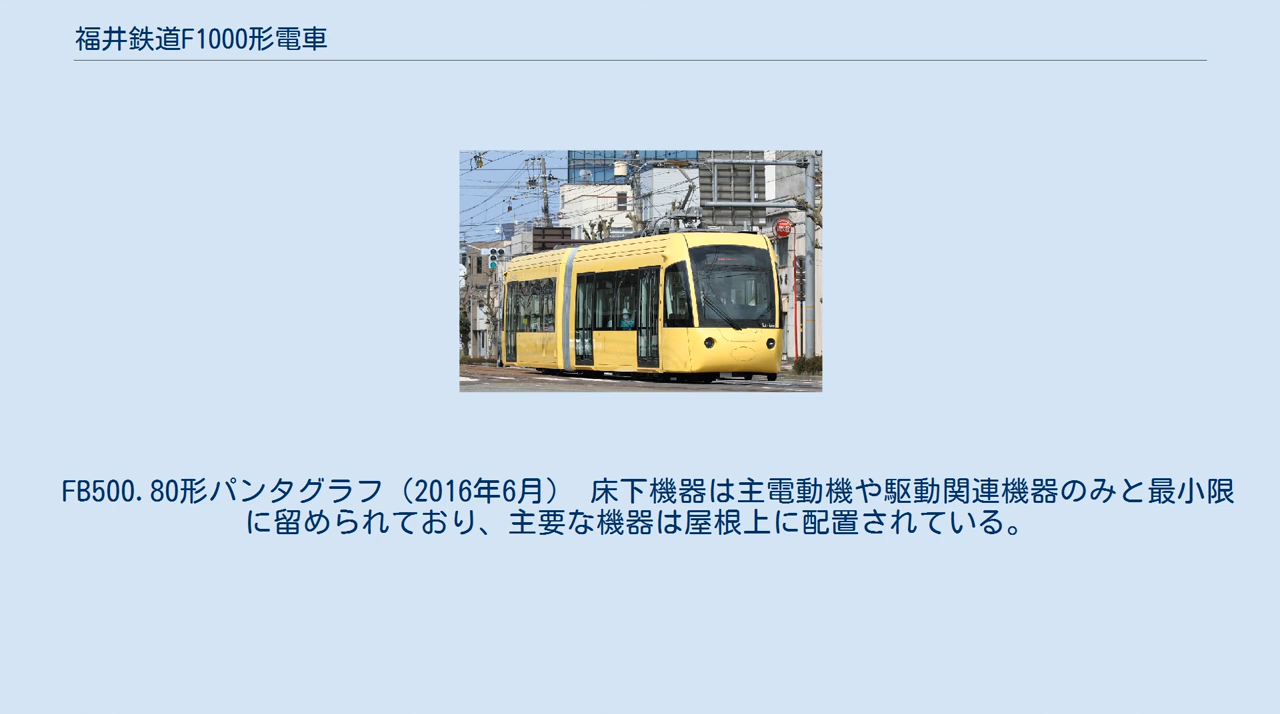 福井鉄道F1000形電車
FB500.80形パンタグラフ（2016年6月） 床下機器は主電動機や駆動関連機器のみと最小限
に留められており、主要な機器は屋根上に配置されている。